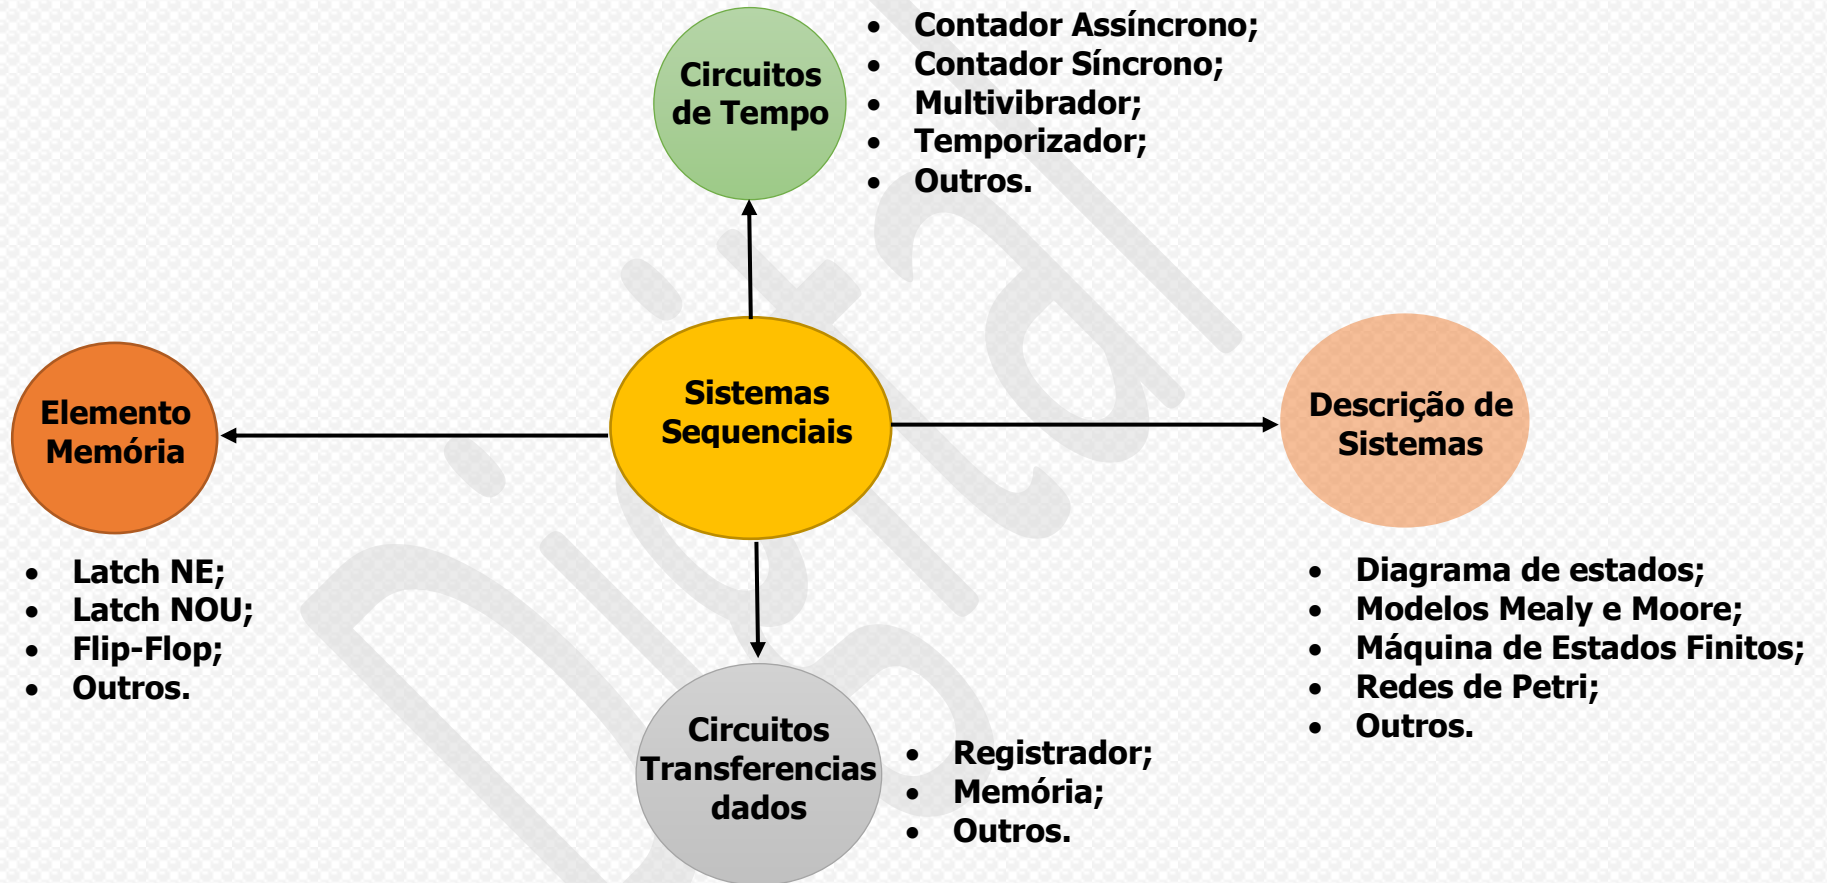 Circuitos
de Tempo
• Contador Assíncrono;
• Contador Síncrono;
• Multivibrador;
• Temporizador;
• Outros.
Elemento
Memória
• Latch NE;
• Latch NOU;
• Flip-Flop;
• Outros.
Sistemas
Sequenciais
Descrição de
Sistemas
• Diagrama de estados;
• Modelos Mealy e Moore;
• Máquina de Estados Finitos;
• Redes de Petri;
• Outros.
Circuitos
Transferencias
dados
• Registrador;
• Memória;
• Outros.
Digital